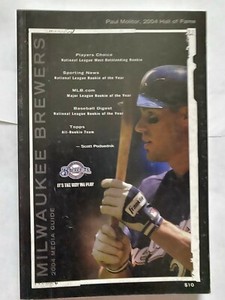 Paul Molitor, 2004 Hall of Fame
Players Choice
National League Most Outstanding Rookie
Sporting News
National League Rookie of the Year
MLB.com
Major League Rookie of the Year
Baseball Digest
National League Rookie of the Year
Topps
All-Rookie Team
— Scott Podsednik
Brewers
IT'S THE WAY WE PLAY
MILWAUKEE BREWERS
2004 MEDIA GUIDE
$10